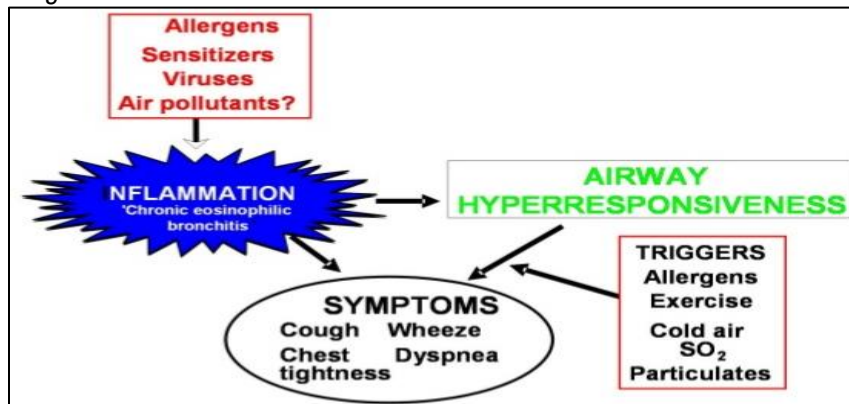 Allergens
Sensitizers
Viruses
Air pollutants?
INFLAMMATION
'Chronic eosinophilic
bronchitis
AIRWAY
HYPERRESPONSIVENESS
TRIGGERS
Allergens
Exercise
Cold air
SO₂
Particulates
SYMPTOMS
Cough Wheeze
Chest Dyspnea
tightness